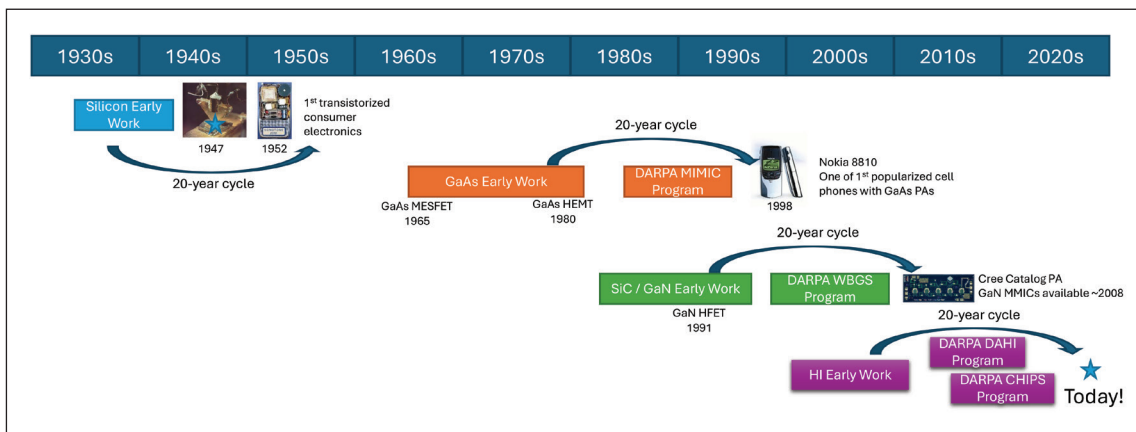 1930s 1940s 1950s 1960s 1970s 1980s 1990s 2000s 2010s 2020s
Silicon Early
Work
1947
1952
1st transistorized
consumer
electronics
20-year cycle
20-year cycle
GaAs Early Work
DARPA MIMIC
Program
GaAs MESFET
1965
GaAs HEMT
1980
1998
Nokia 8810
One of 1st popularized cell
phones with GaAs PAs
20-year cycle
SiC / GaN Early Work
DARPA WBGS
Program
GaN HFET
1991
Cree Catalog PA
GaN MMICs available ~2008
20-year cycle
HI Early Work
DARPA DAHI
Program
DARPA CHIPS
Program
Today!